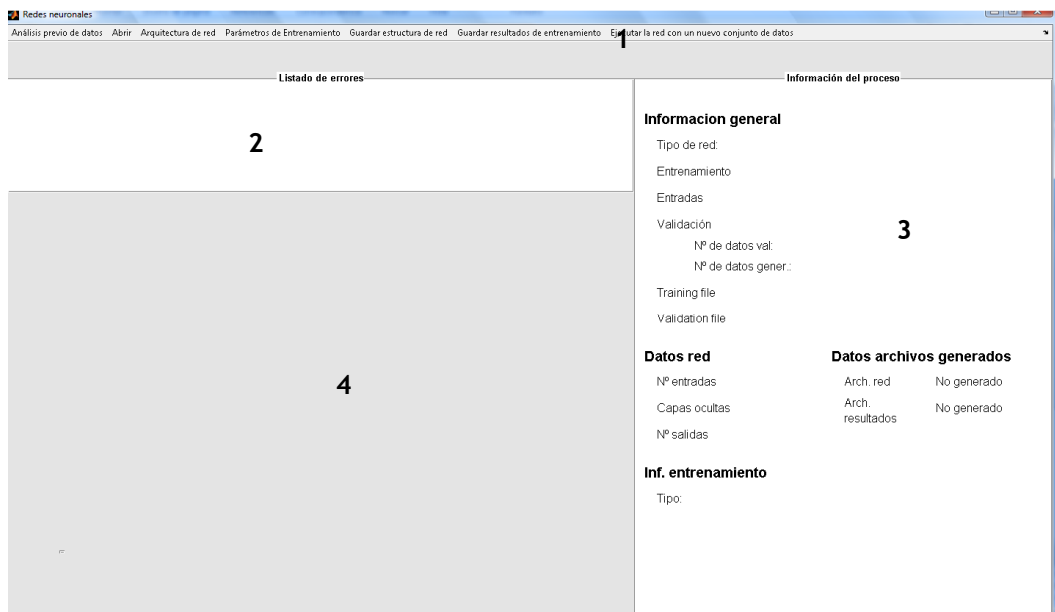 Redes neuronales
Análisis previo de datos Abrir Arquitectura de red Parámetros de Entrenamiento Guardar estructura de red Guardar resultados de entrenamiento Ejecutar la red con un nuevo conjunto de datos
1
Listado de errores
2
Información del proceso
Informacion general
Tipo de red:
Entrenamiento
Entradas
Validación
3
Nº de datos val:
Nº de datos gener.:
Training file
Validation file
Datos red
Nº entradas
Capas ocultas
Nº salidas
Datos archivos generados
Arch. red No generado
Arch. resultados No generado
Inf. entrenamiento
Tipo:
4